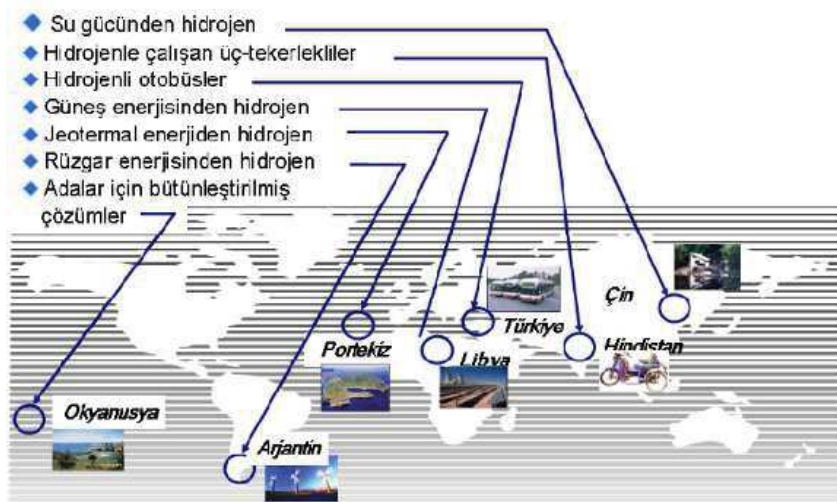 Su gücünden hidrojen
Hidrojenle çalışan üç-tekerlekliler
Hidrojenli otobüsler
Güneş enerjisinden hidrojen
Jeotermal enerjiden hidrojen
Rüzgar enerjisinden hidrojen
Adalar için bütünleştirilmiş
çözümler
Çin
Türkiye
Hindistan
Portekiz
Libya
Okyanusya
Arjantin